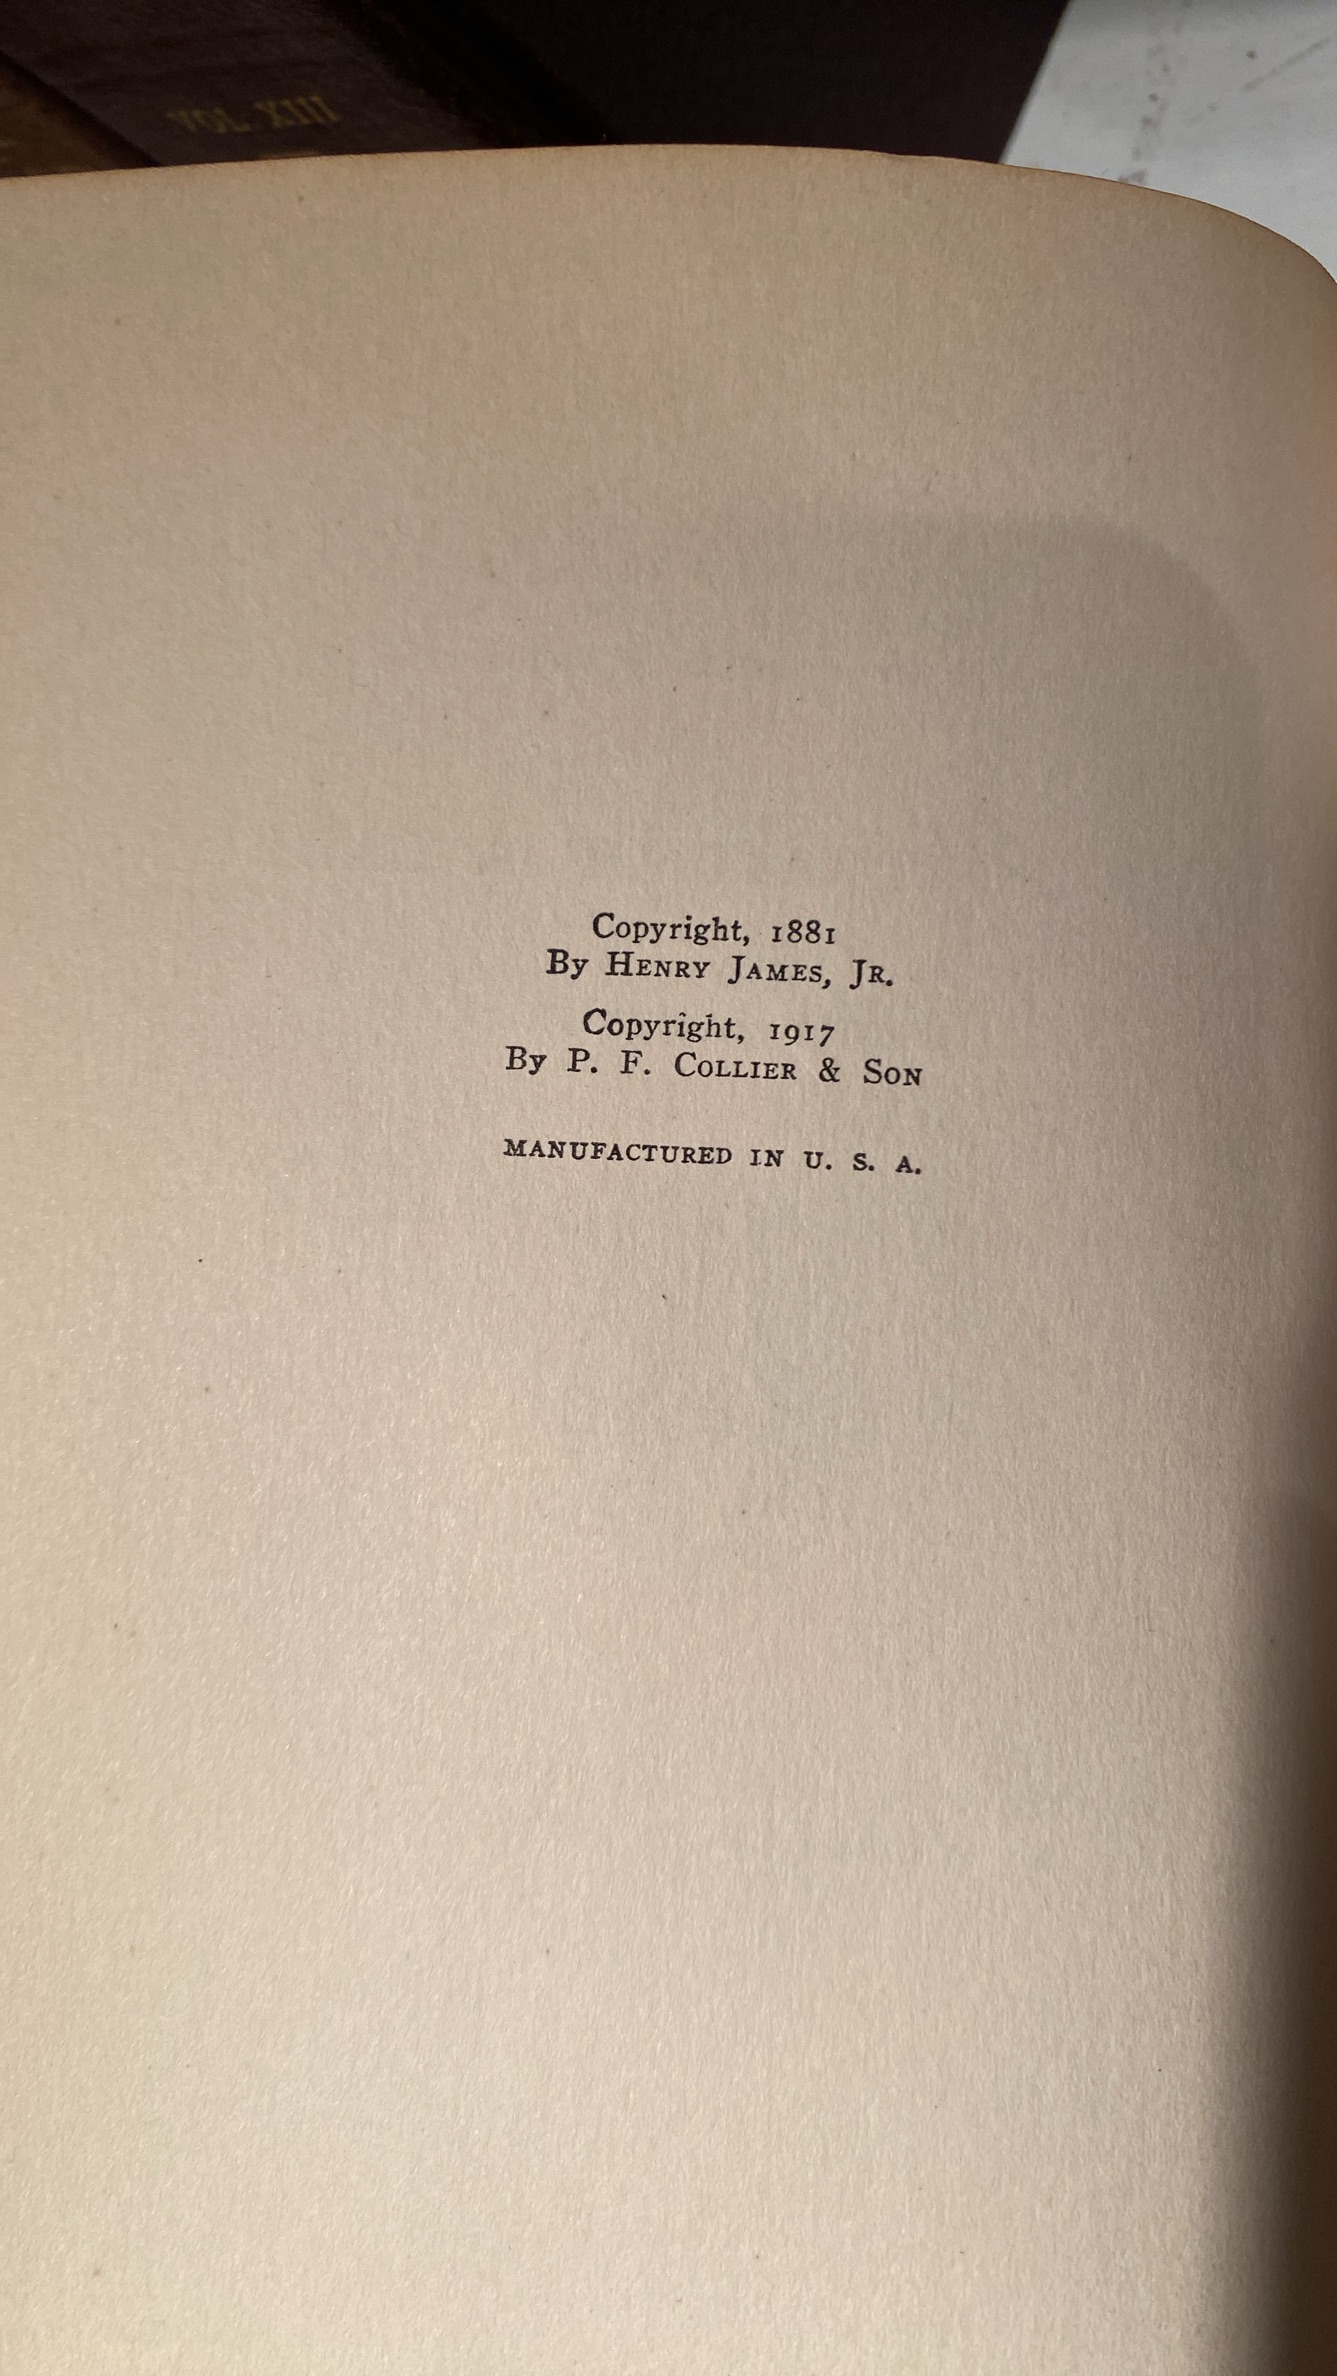 VOL. XIII
Copyright, 1881
By HENRY JAMES, JR.
Copyright, 1917
By P. F. COLLIER & SON
MANUFACTURED IN U. S. A.